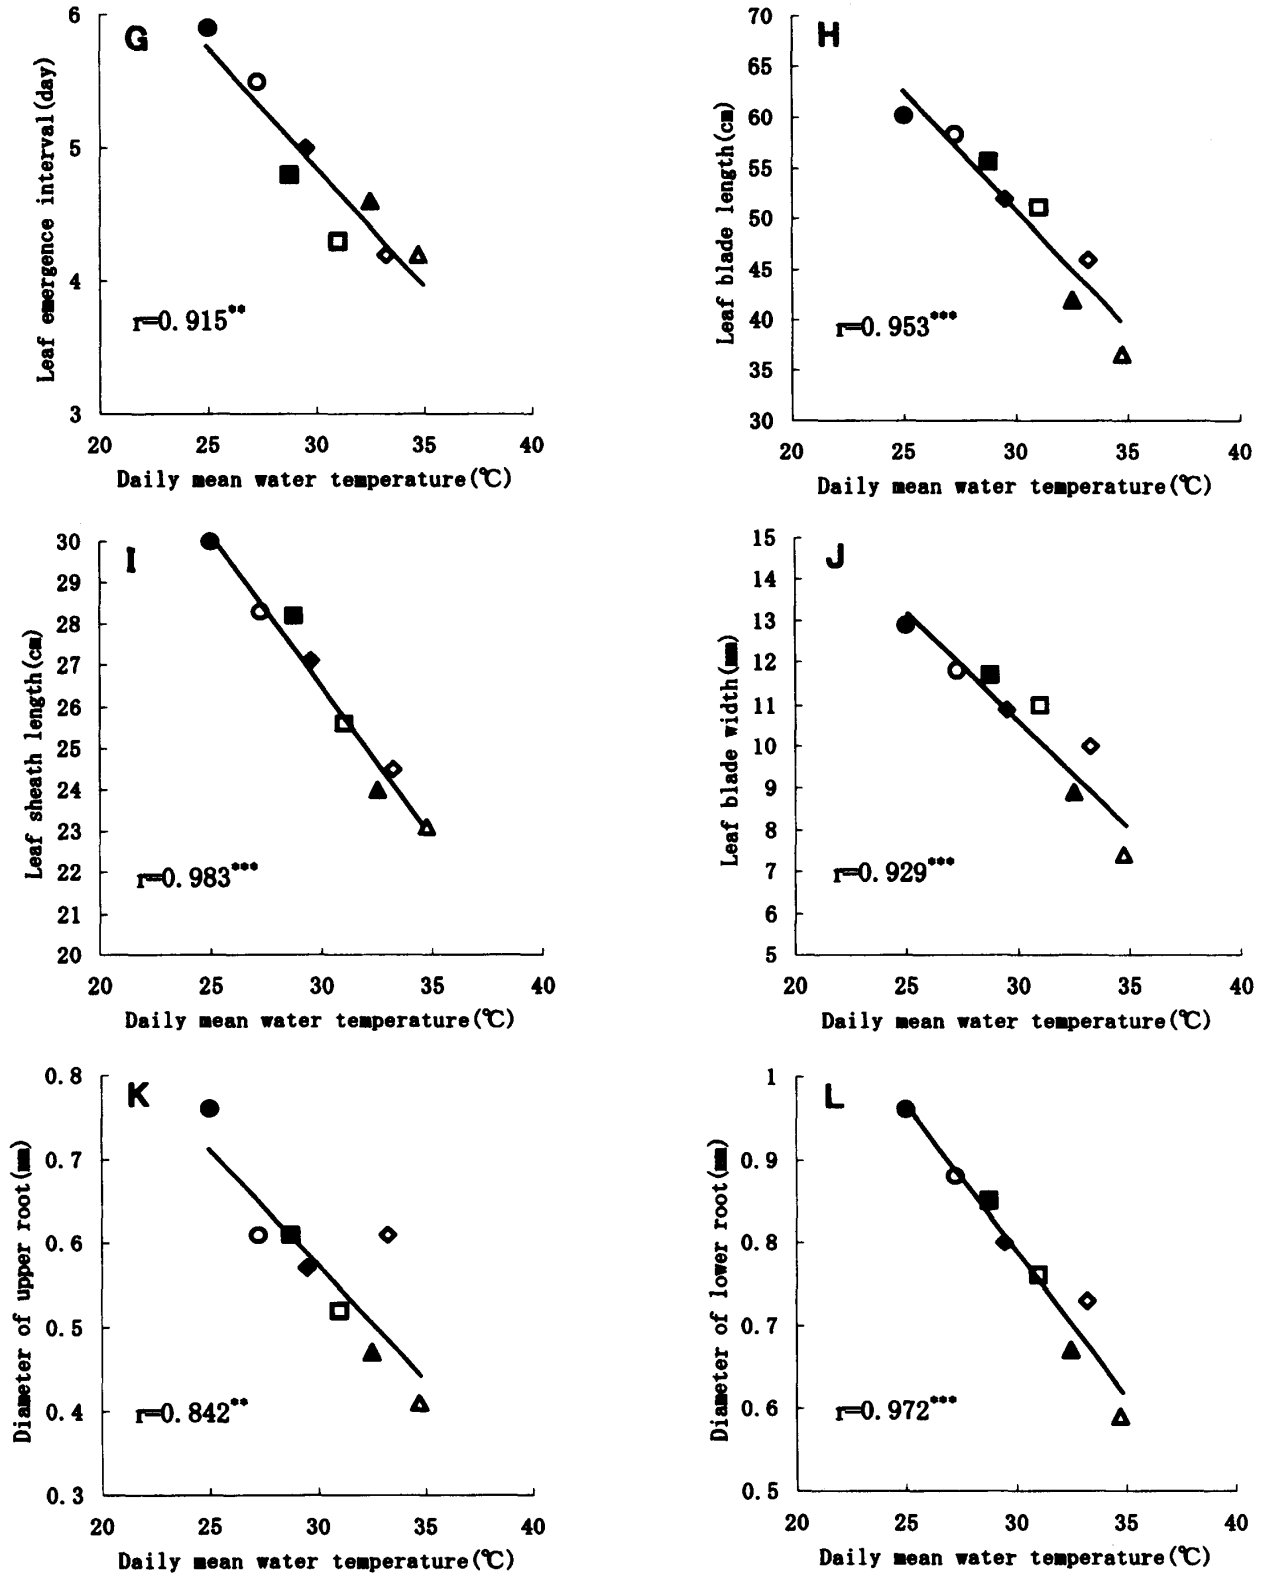 G
Leaf emergence interval(day)
6
5
4
3
r=0.915**
20 25 30 35 40
Daily mean water temperature(℃)
H
Leaf blade length(cm)
70
65
60
55
50
45
40
35
30
r=0.953***
20 25 30 35 40
Daily mean water temperature(℃)
I
Leaf sheath length(cm)
30
29
28
27
26
25
24
23
22
21
20
r=0.983***
20 25 30 35 40
Daily mean water temperature(℃)
J
Leaf blade width(mm)
15
14
13
12
11
10
9
8
7
6
5
r=0.929***
20 25 30 35 40
Daily mean water temperature(℃)
K
Diameter of upper root(mm)
0.8
0.7
0.6
0.5
0.4
0.3
r=0.842**
20 25 30 35 40
Daily mean water temperature(℃)
L
Diameter of lower root(mm)
1
0.9
0.8
0.7
0.6
0.5
r=0.972***
20 25 30 35 40
Daily mean water temperature(℃)